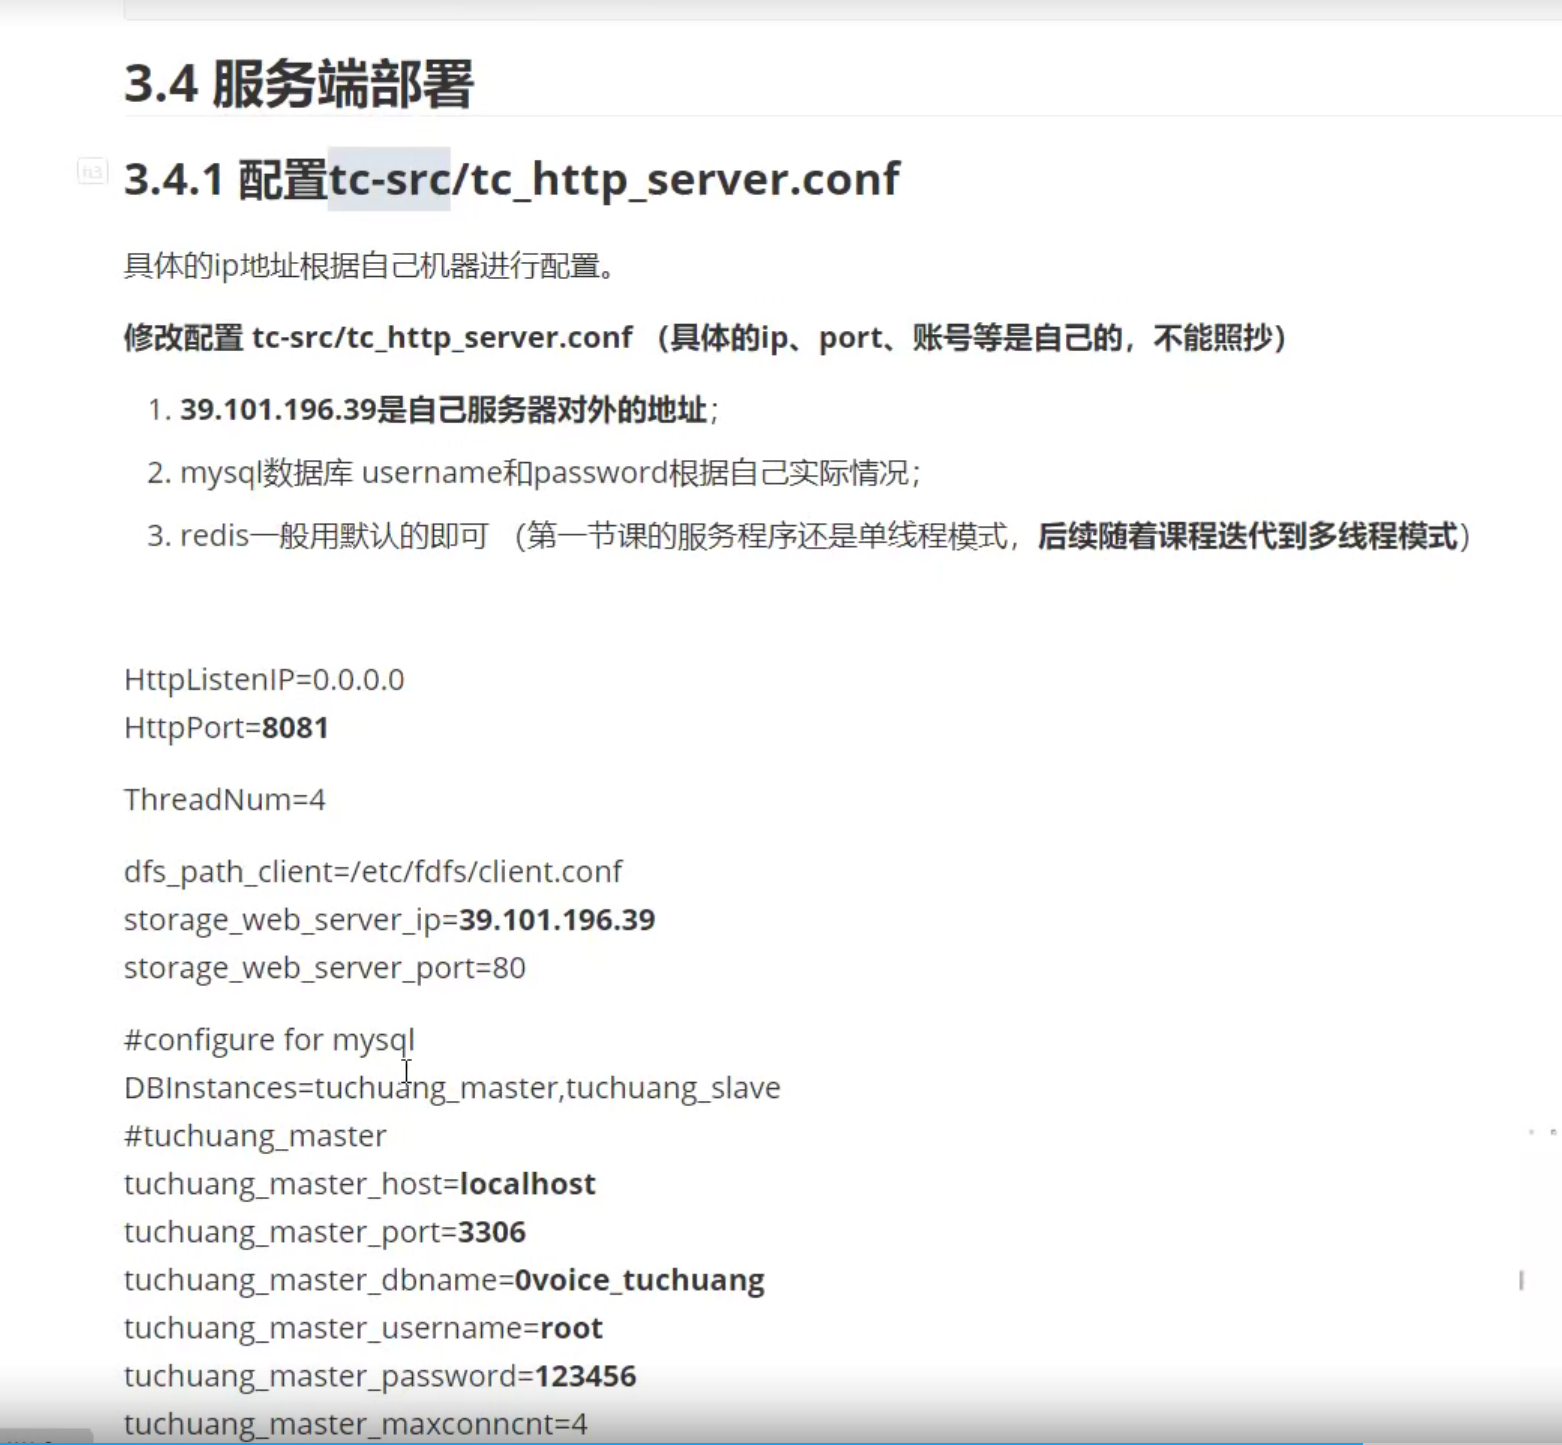 3.4 服务端部署
h3
3.4.1 配置tc-src/tc_http_server.conf
具体的ip地址根据自己机器进行配置。
修改配置 tc-src/tc_http_server.conf （具体的ip、port、账号等是自己的，不能照抄）
1. 39.101.196.39是自己服务器对外的地址；
2. mysql数据库 username和password根据自己实际情况；
3. redis一般用默认的即可 （第一节课的服务程序还是单线程模式，后续随着课程迭代到多线程模式）
HttpListenIP=0.0.0.0
HttpPort=8081
ThreadNum=4
dfs_path_client=/etc/fdfs/client.conf
storage_web_server_ip=39.101.196.39
storage_web_server_port=80
#configure for mysql
DBInstances=tuchuang_master,tuchuang_slave
#tuchuang_master
tuchuang_master_host=localhost
tuchuang_master_port=3306
tuchuang_master_dbname=0voice_tuchuang
tuchuang_master_username=root
tuchuang_master_password=123456
tuchuang_master_maxconncnt=4